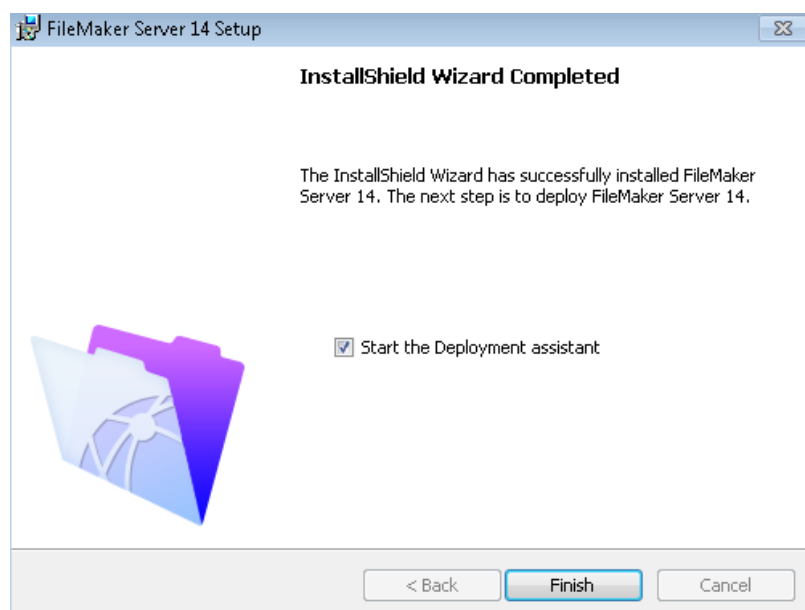 FileMaker Server 14 Setup
InstallShield Wizard Completed
The InstallShield Wizard has successfully installed FileMaker
Server 14. The next step is to deploy FileMaker Server 14.
Start the Deployment assistant
< Back Finish Cancel